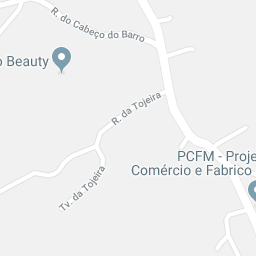 R. do Cabeço do Barro
o Beauty
R. da Tojeira
PCFM - Proje
Comércio e Fabrico
Tv. da Tojeira